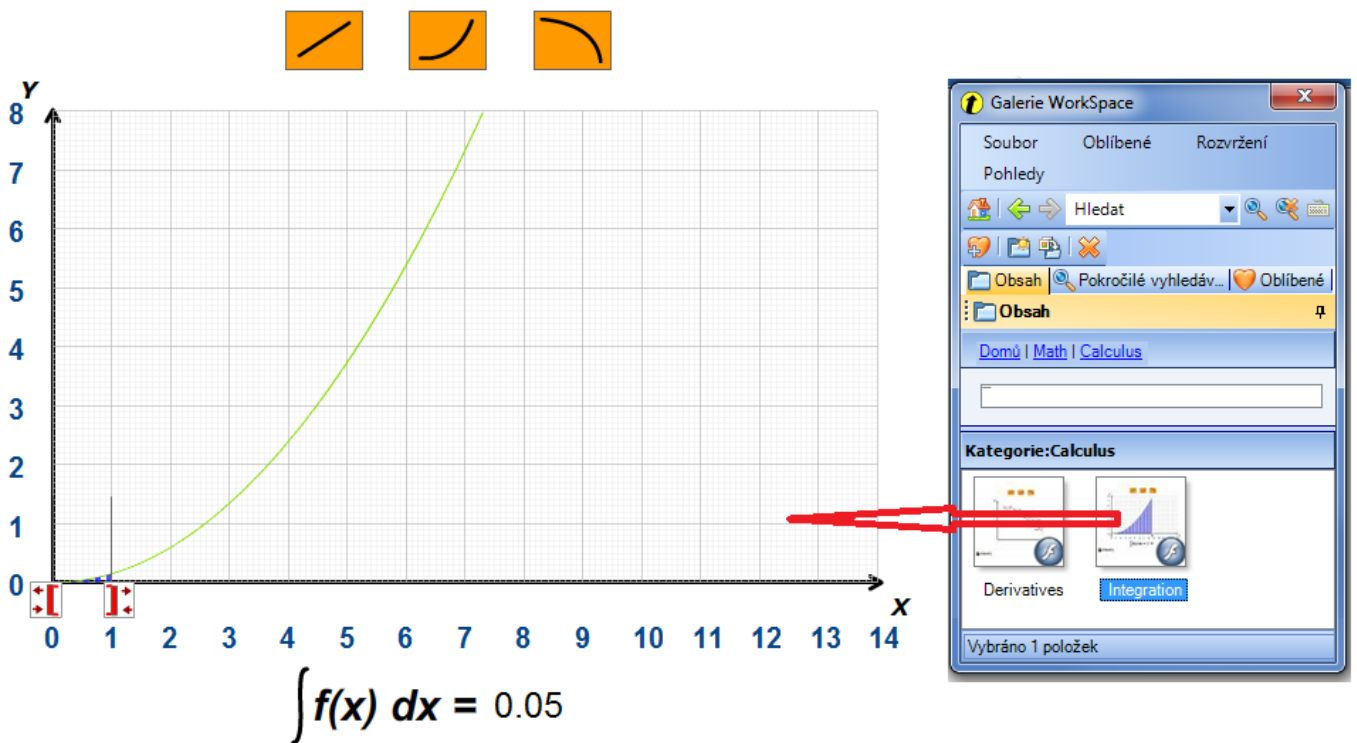 Y
8
7
6
5
4
3
2
1
0
[ ]
X
0 1 2 3 4 5 6 7 8 9 10 11 12 13 14
∫ f(x) dx = 0.05
Galerie WorkSpace
Soubor Oblíbené Rozvržení
Pohledy
Hledat
Obsah Pokročilé vyhledáv... Oblíbené
Obsah
Domů | Math | Calculus
Kategorie:Calculus
Derivatives Integration
Vybráno 1 položek